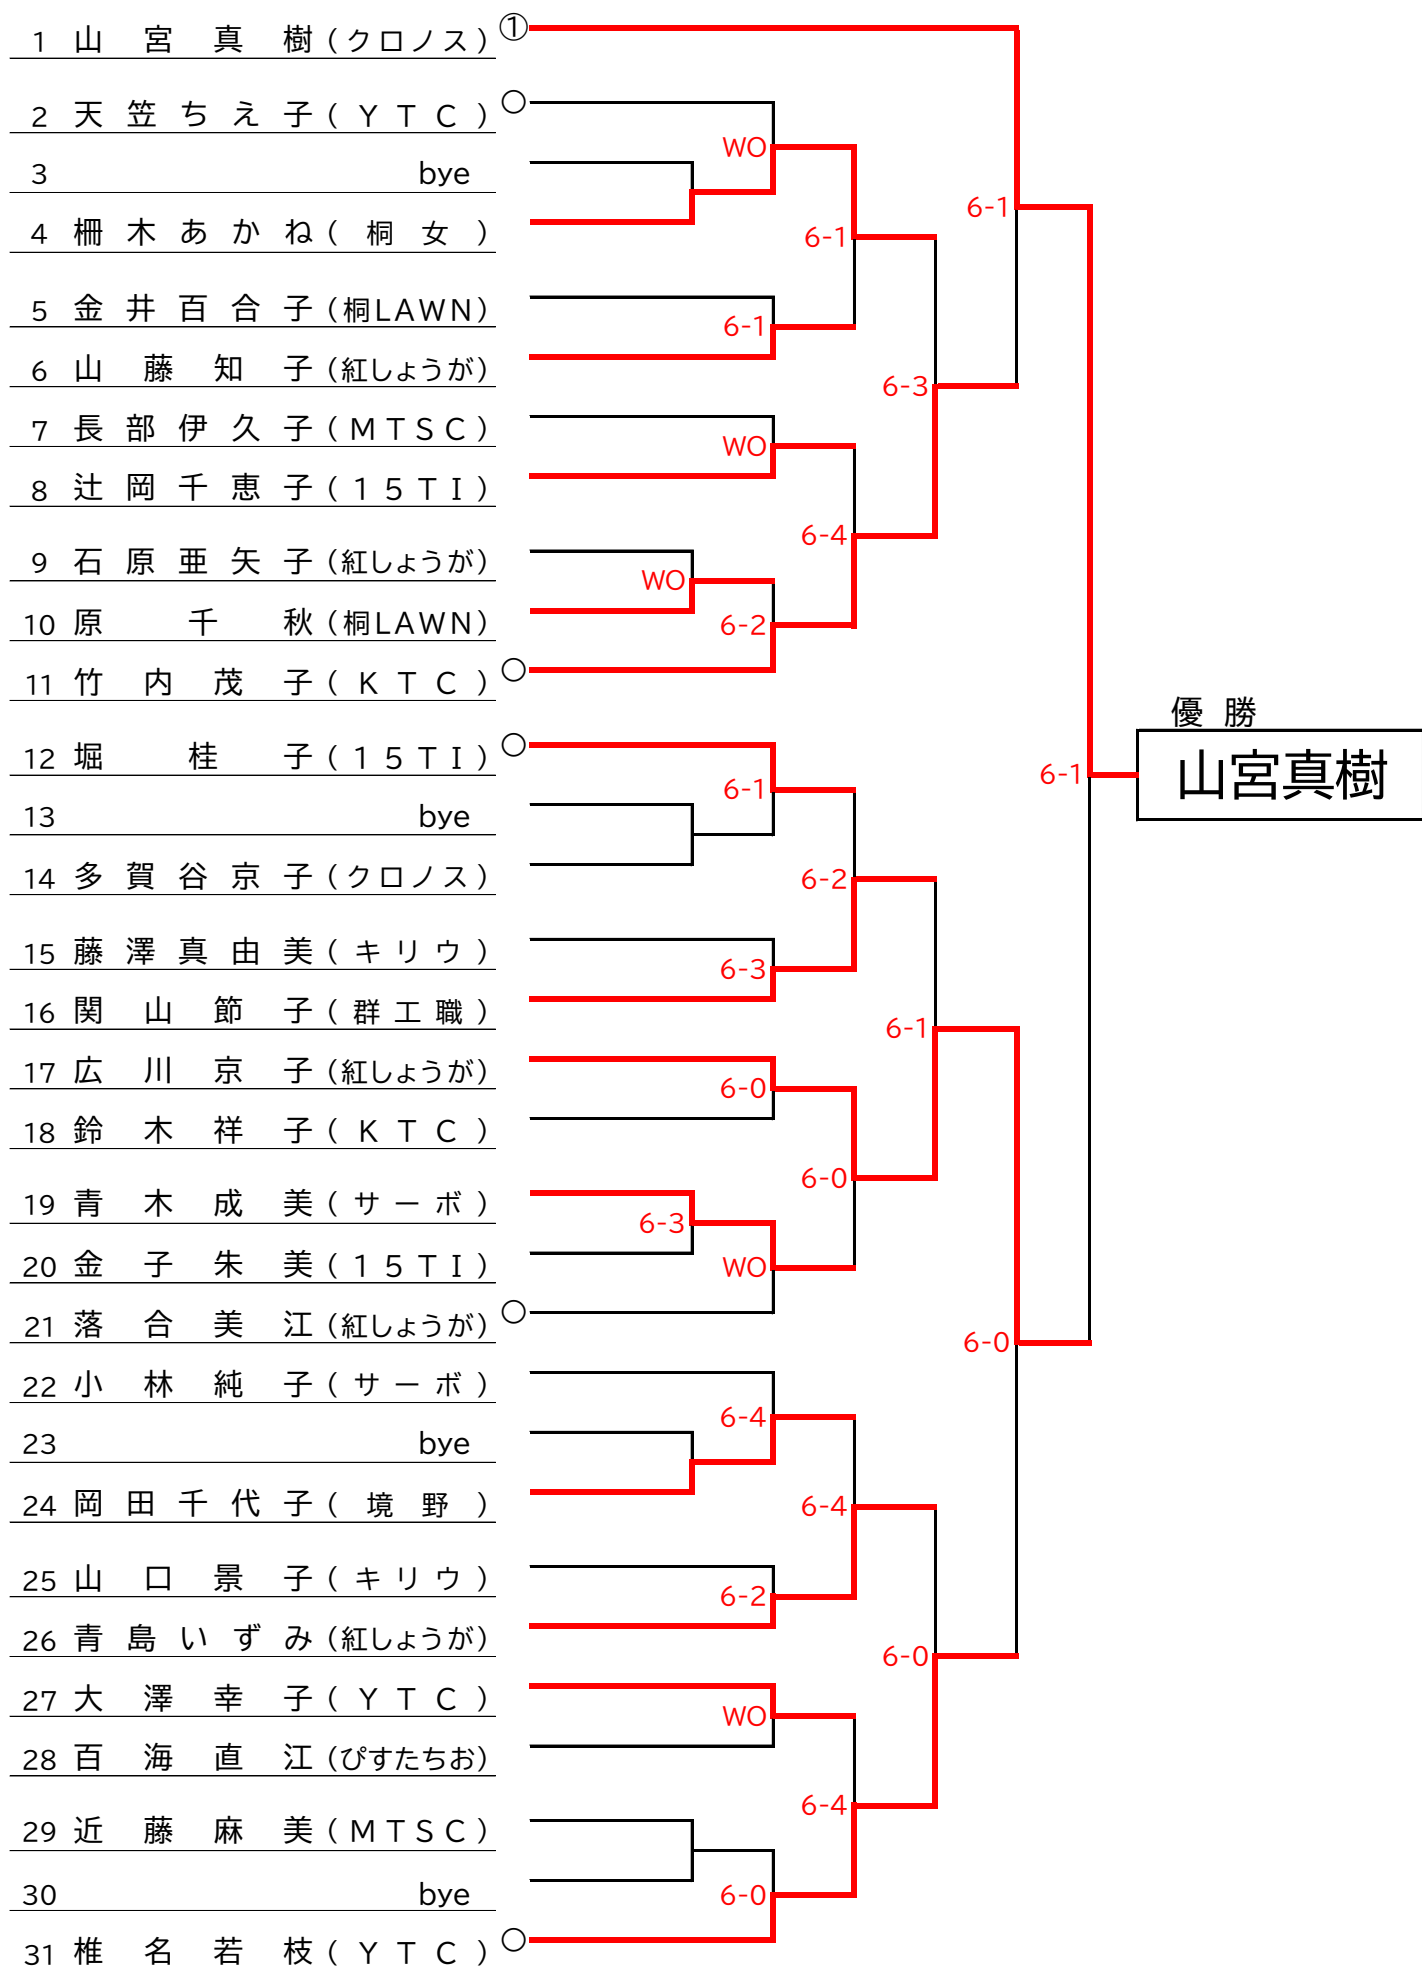 1 山宮真樹（クロノス） ①
2 天笠ちえ子（ＹＴＣ） ○
WO
3 bye
4 柵木あかね（桐女）
6-1
6-1
5 金井百合子（桐LAWN）
6-1
6 山藤知子（紅しょうが）
6-3
7 長部伊久子（ＭＴＳＣ）
WO
8 辻岡千恵子（１５ＴＩ）
6-4
9 石原亜矢子（紅しょうが）
WO
10 原千秋（桐LAWN）
6-2
11 竹内茂子（ＫＴＣ） ○
優勝
12 堀桂子（１５ＴＩ） ○
6-1 山宮真樹
6-1
13 bye
14 多賀谷京子（クロノス）
6-2
15 藤澤真由美（キリウ）
6-3
16 関山節子（群工職）
6-1
17 広川京子（紅しょうが）
6-0
18 鈴木祥子（ＫＴＣ）
6-0
19 青木成美（サーボ）
6-3
20 金子朱美（１５ＴＩ）
WO
21 落合美江（紅しょうが） ○
6-0
22 小林純子（サーボ）
6-4
23 bye
24 岡田千代子（境野）
6-4
25 山口景子（キリウ）
6-2
26 青島いずみ（紅しょうが）
6-0
27 大澤幸子（ＹＴＣ）
WO
28 百海直江（ぴすたちお）
6-4
29 近藤麻美（ＭＴＳＣ）
30 bye
6-0
31 椎名若枝（ＹＴＣ） ○